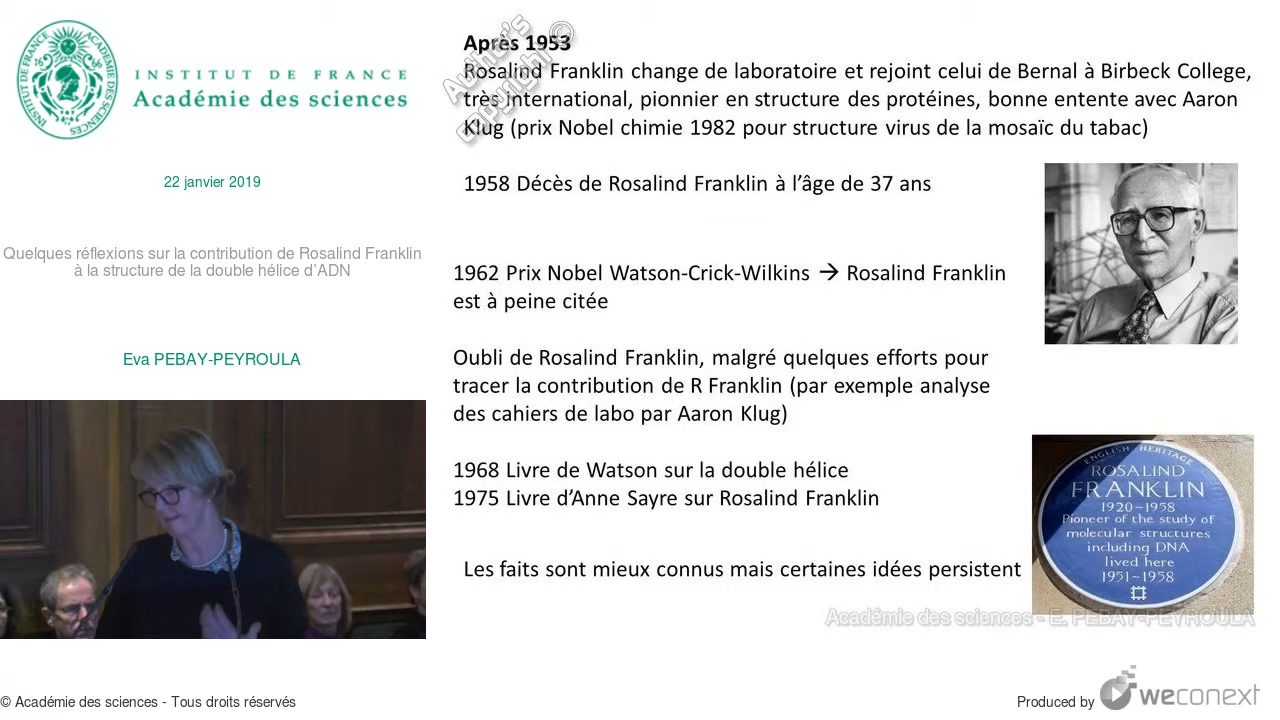 INSTITUT DE FRANCE
Académie des sciences
22 janvier 2019
Quelques réflexions sur la contribution de Rosalind Franklin
à la structure de la double hélice d'ADN
Eva PEBAY-PEYROULA
Author's
Copyright ©
Après 1953
Rosalind Franklin change de laboratoire et rejoint celui de Bernal à Birbeck College,
très international, pionnier en structure des protéines, bonne entente avec Aaron
Klug (prix Nobel chimie 1982 pour structure virus de la mosaïc du tabac)
1958 Décès de Rosalind Franklin à l'âge de 37 ans
1962 Prix Nobel Watson-Crick-Wilkins → Rosalind Franklin
est à peine citée
Oubli de Rosalind Franklin, malgré quelques efforts pour
tracer la contribution de R Franklin (par exemple analyse
des cahiers de labo par Aaron Klug)
1968 Livre de Watson sur la double hélice
1975 Livre d'Anne Sayre sur Rosalind Franklin
Les faits sont mieux connus mais certaines idées persistent
ENGLISH HERITAGE
ROSALIND
FRANKLIN
1920-1958
Pioneer of the study of
molecular structures
including DNA
lived here
1951-1958
Académie des sciences - E. PEBAY-PEYROULA
© Académie des sciences - Tous droits réservés
Produced by
weconext